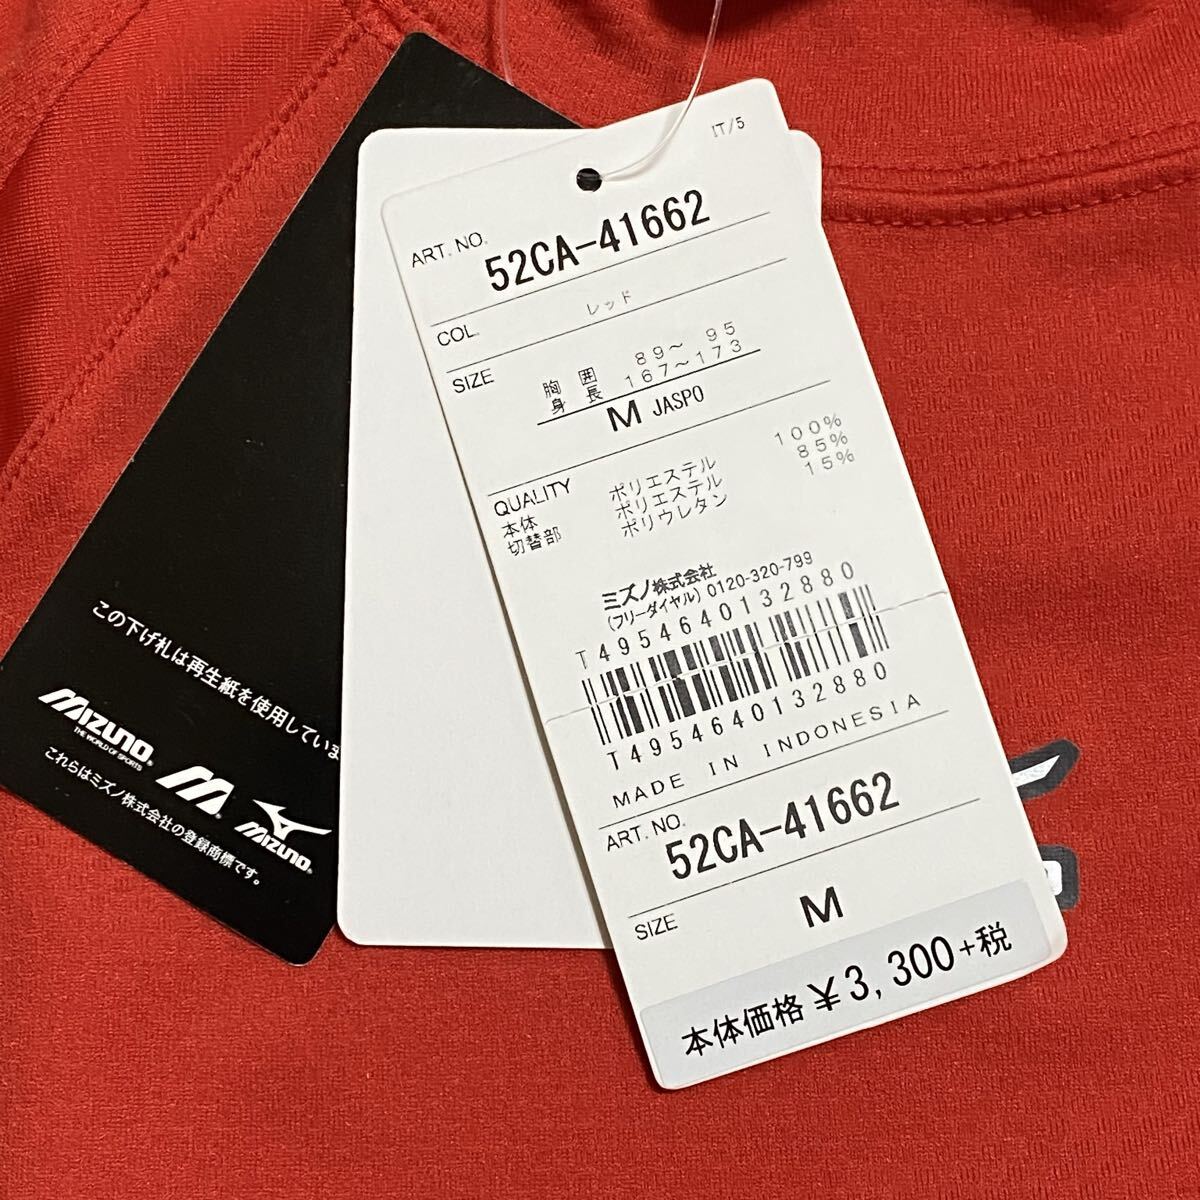 IT/5
ART. NO. 52CA-41662
COL. レッド
SIZE
胸囲 89～ 95
身長 167～173
M JASPO
QUALITY
本体 ポリエステル 100%
切替部 ポリエステル 85%
ポリウレタン 15%
ミズノ株式会社
(フリーダイヤル) 0120-320-799
T4954640132880
T4954640132880
MADE IN INDONESIA
ART. NO. 52CA-41662
SIZE M
本体価格 ¥3,300+税
この下げ札は再生紙を使用していま
MIZUNO®
THE WORLD OF SPORTS
M®
MIZUNO®
これらはミズノ株式会社の登録商標です。